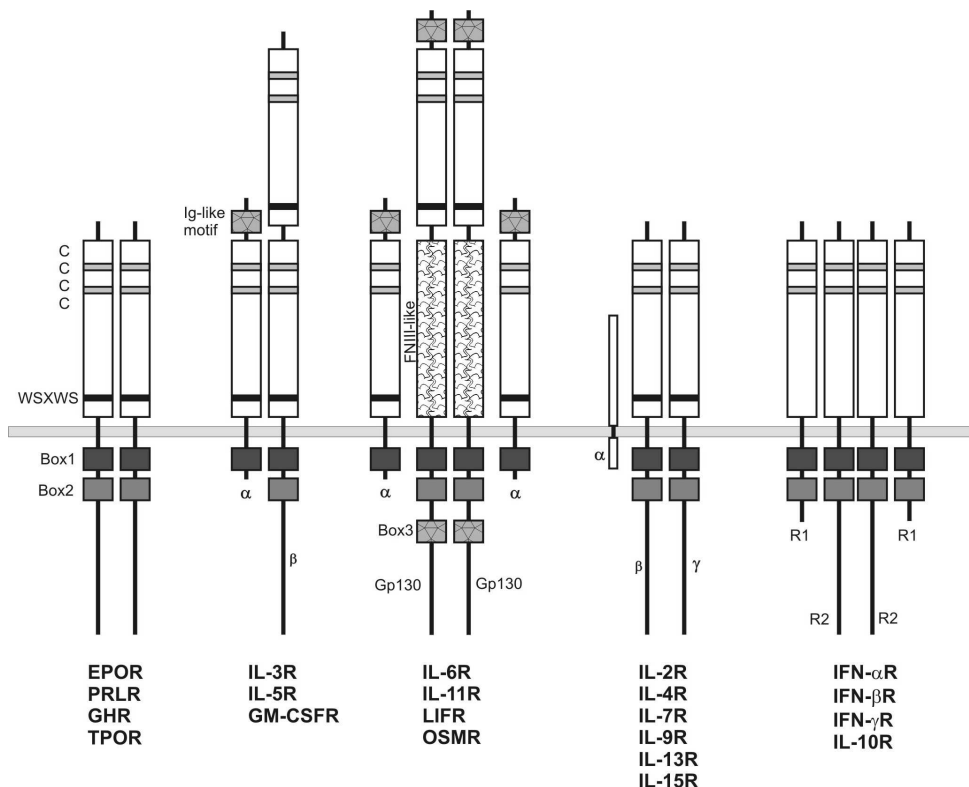 Ig-like
motif
C
C
C
C
FNIII-like
WSXWS
Box1
α
Box2
α
α
α
Box3
R1
R1
β
Gp130
Gp130
β
γ
R2
R2
EPOR
PRLR
GHR
TPOR
IL-3R
IL-5R
GM-CSFR
IL-6R
IL-11R
LIFR
OSMR
IL-2R
IL-4R
IL-7R
IL-9R
IL-13R
IL-15R
IFN-αR
IFN-βR
IFN-γR
IL-10R